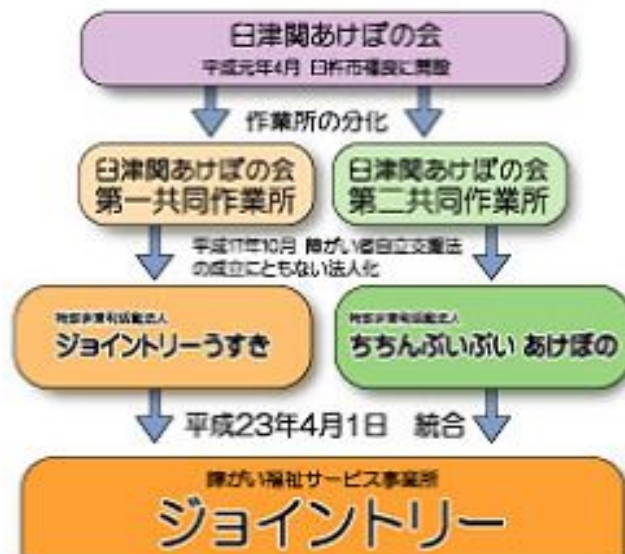 臼津関あけぼの会
平成元年4月 臼杵市福良に開設
作業所の分化
臼津関あけぼの会
第一共同作業所
臼津関あけぼの会
第二共同作業所
平成17年10月 障がい者自立支援法
の成立にともない法人化
特定非営利活動法人
ジョイントリーうすき
特定非営利活動法人
ちちんぷいぷい あけぼの
平成23年4月1日 統合
障がい福祉サービス事業所
ジョイントリー